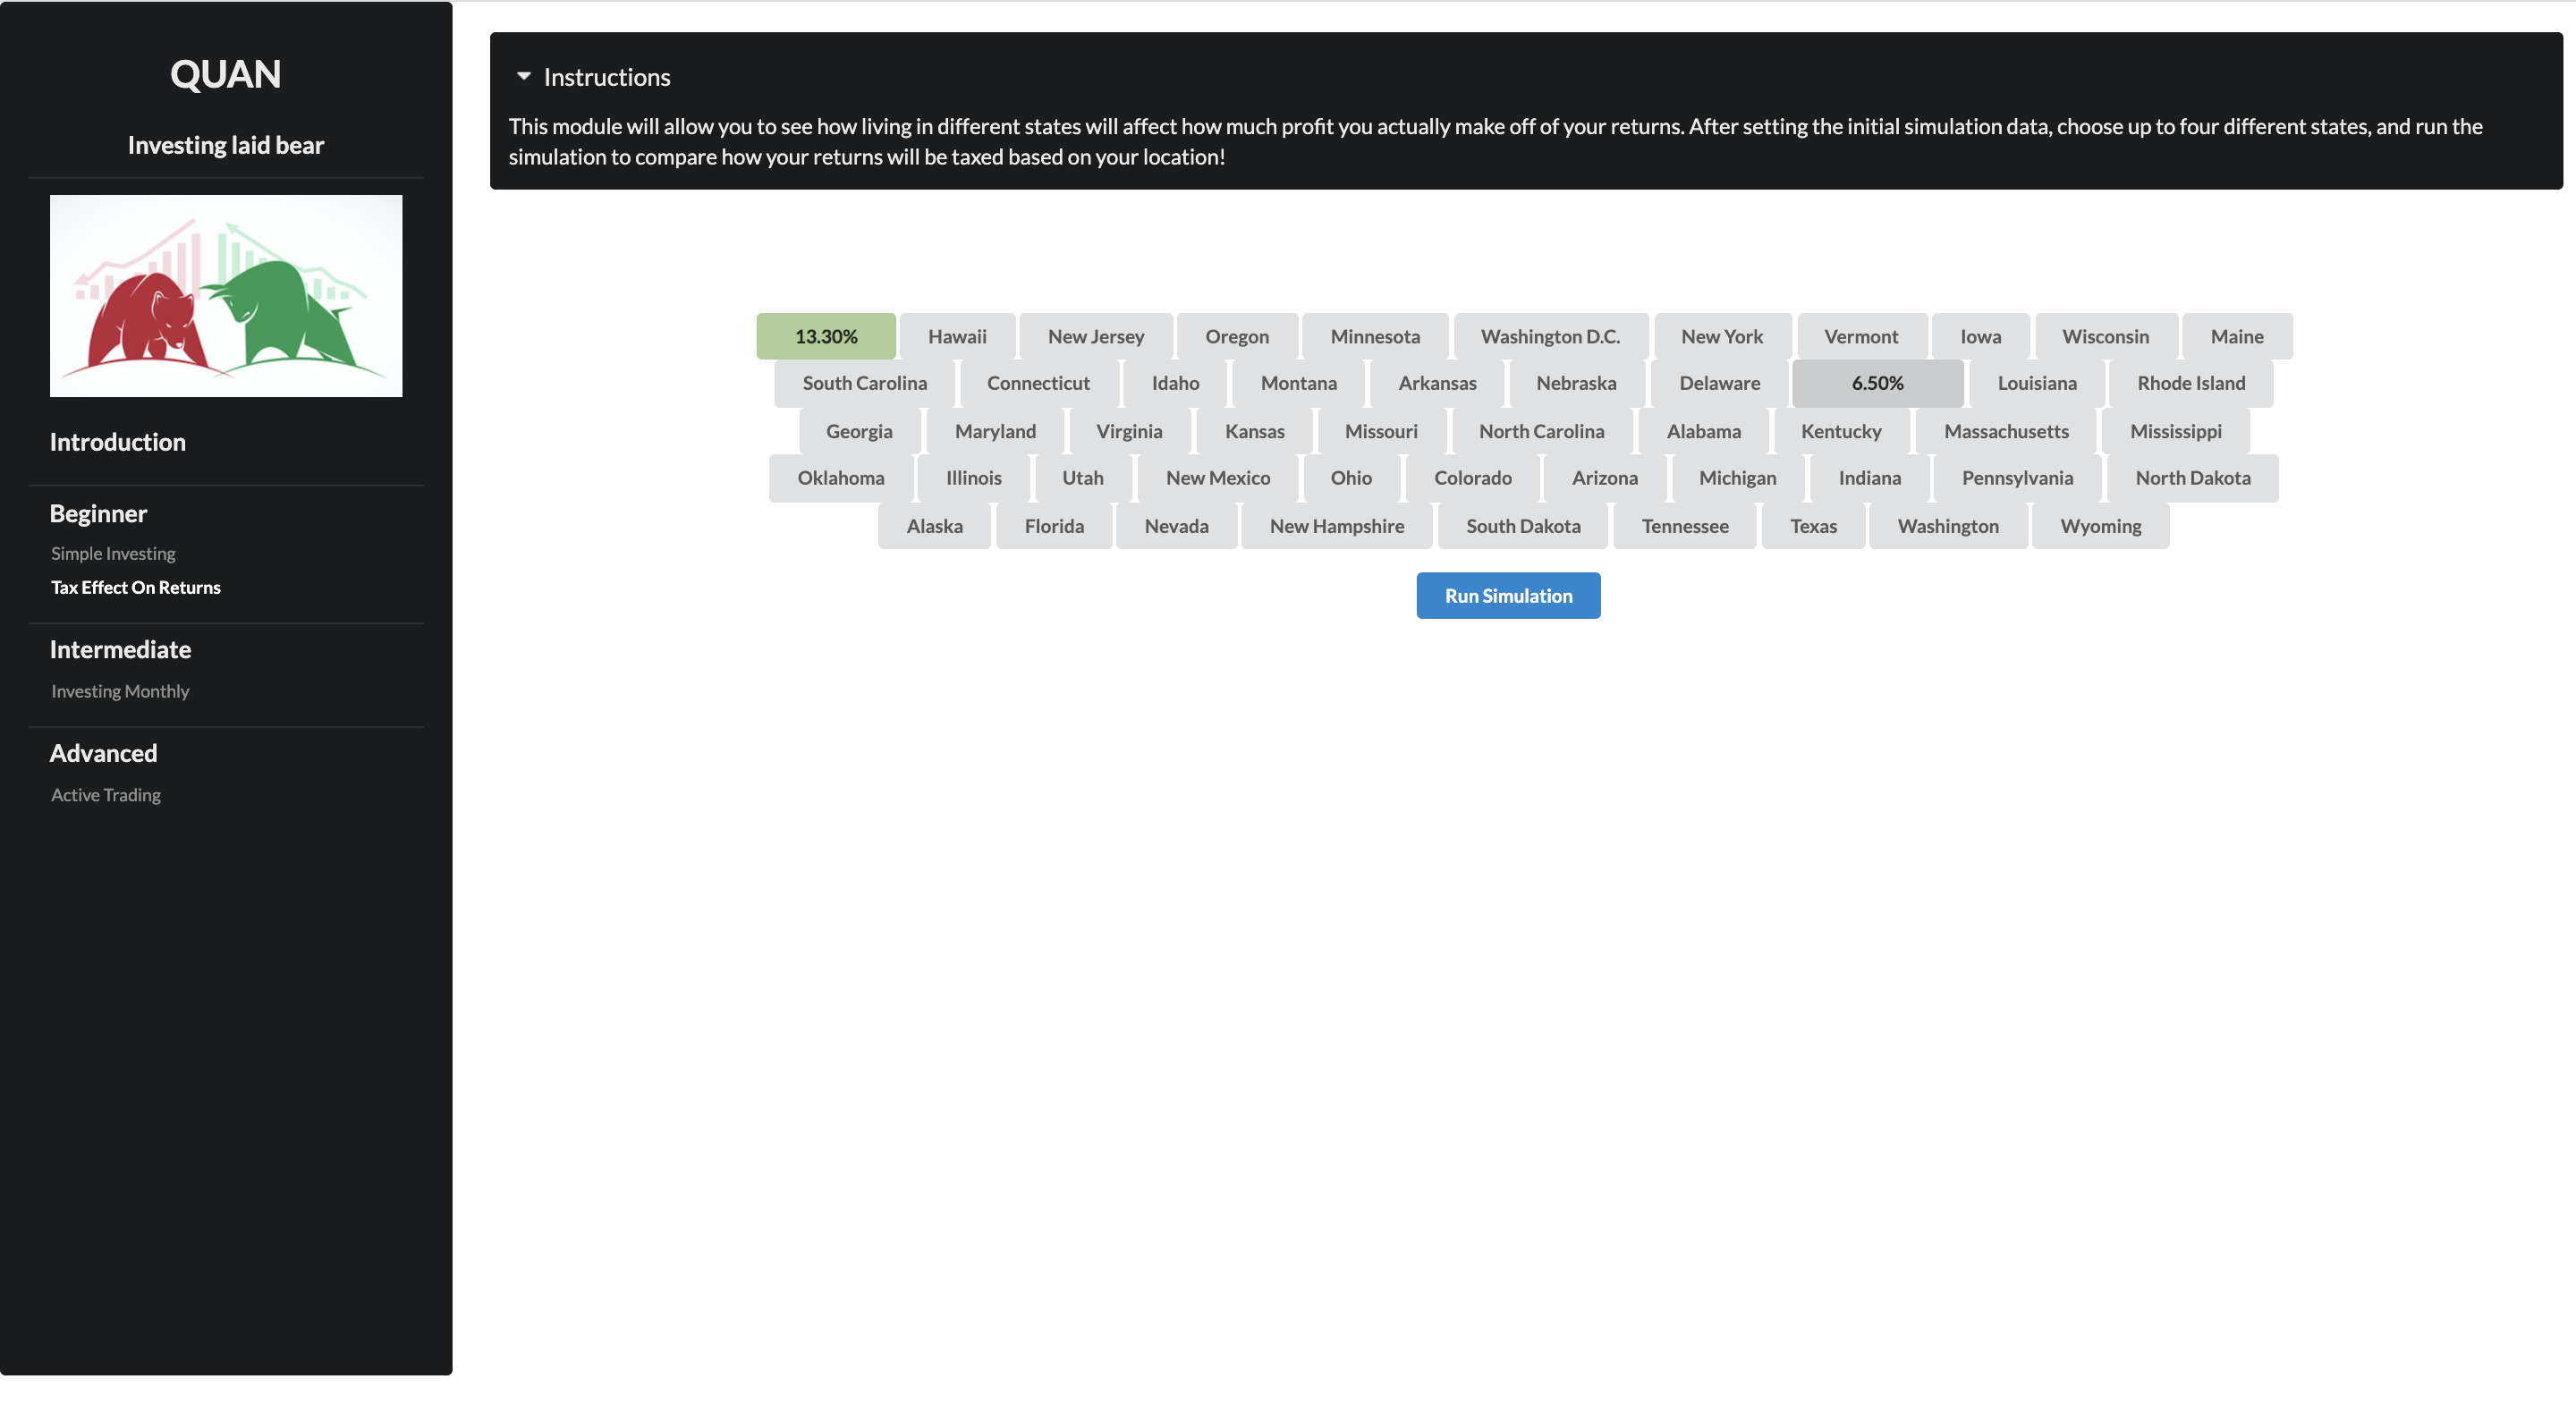 QUAN
Investing laid bear
Introduction
Beginner
Simple Investing
Tax Effect On Returns
Intermediate
Investing Monthly
Advanced
Active Trading
Instructions
This module will allow you to see how living in different states will affect how much profit you actually make off of your returns. After setting the initial simulation data, choose up to four different states, and run the
simulation to compare how your returns will be taxed based on your location!
13.30% Hawaii New Jersey Oregon Minnesota Washington D.C. New York Vermont Iowa Wisconsin Maine
South Carolina Connecticut Idaho Montana Arkansas Nebraska Delaware 6.50% Louisiana Rhode Island
Georgia Maryland Virginia Kansas Missouri North Carolina Alabama Kentucky Massachusetts Mississippi
Oklahoma Illinois Utah New Mexico Ohio Colorado Arizona Michigan Indiana Pennsylvania North Dakota
Alaska Florida Nevada New Hampshire South Dakota Tennessee Texas Washington Wyoming
Run Simulation